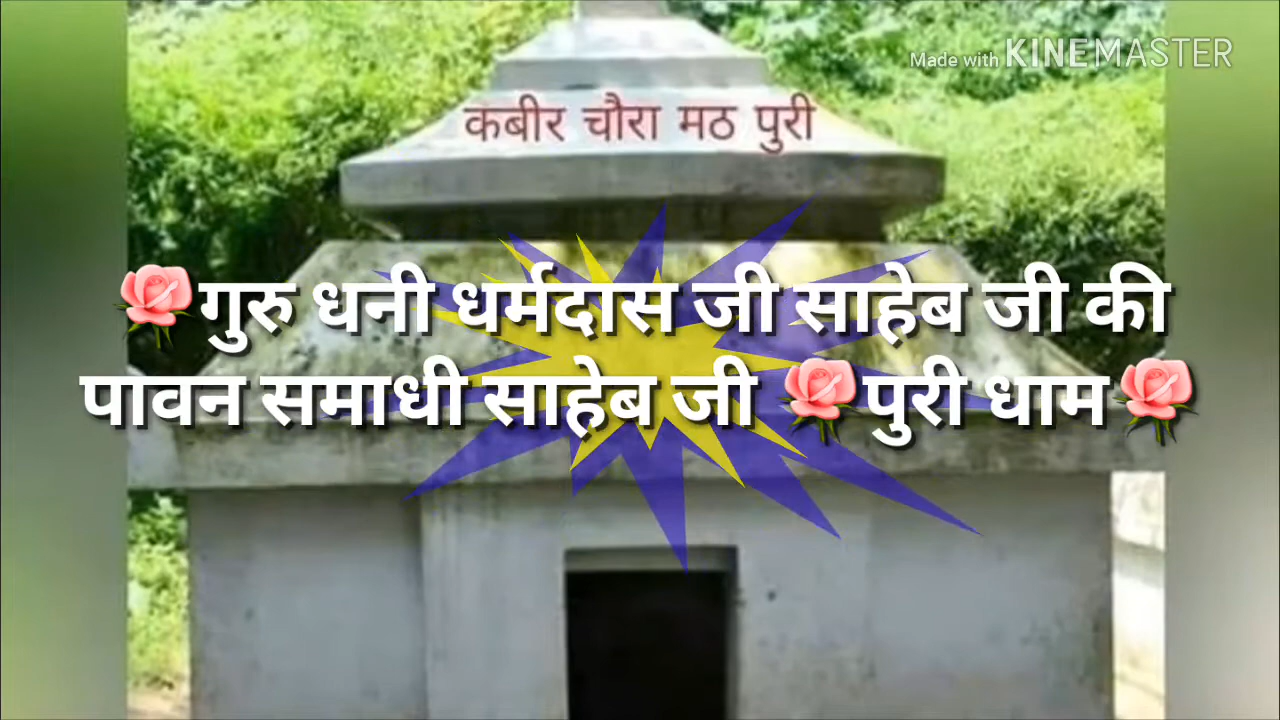 Made with KINEMASTER
कबीर चौरा मठ पुरी
🌹गुरु धनी धर्मदास जी साहेब जी की
पावन समाधी साहेब जी 🌹पुरी धाम🌹